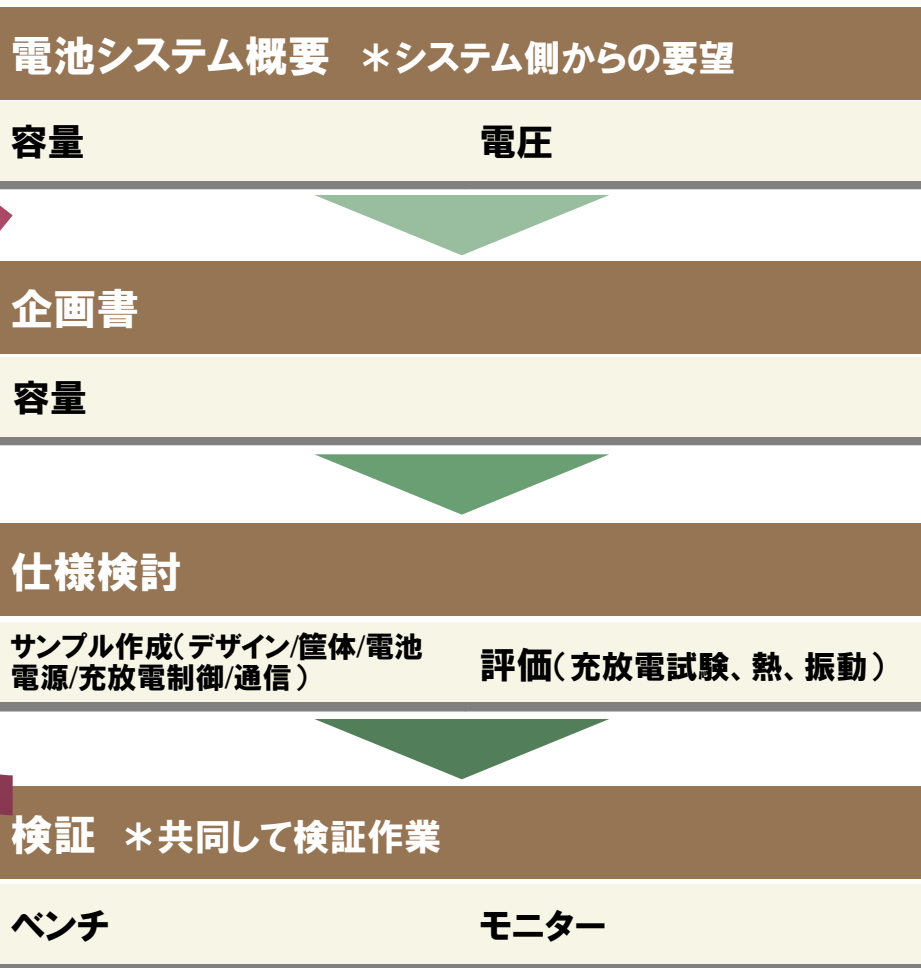 電池システム概要 ＊システム側からの要望
容量 電圧
企画書
容量
仕様検討
サンプル作成（デザイン/筐体/電池
電源/充放電制御/通信）
評価（充放電試験、熱、振動）
検証 ＊共同して検証作業
ベンチ モニター